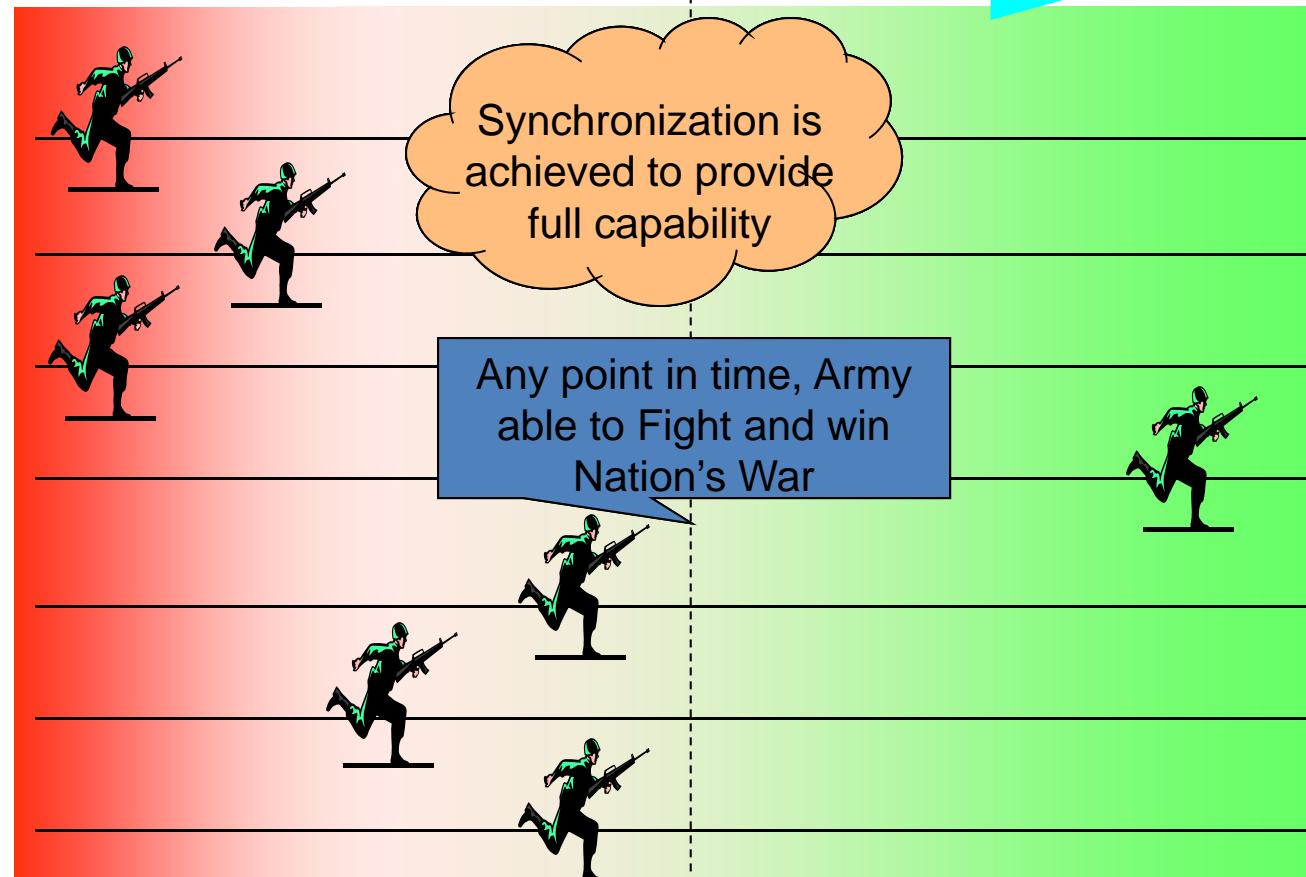 Synchronization is
achieved to provide
full capability
Any point in time, Army
able to Fight and win
Nation’s War